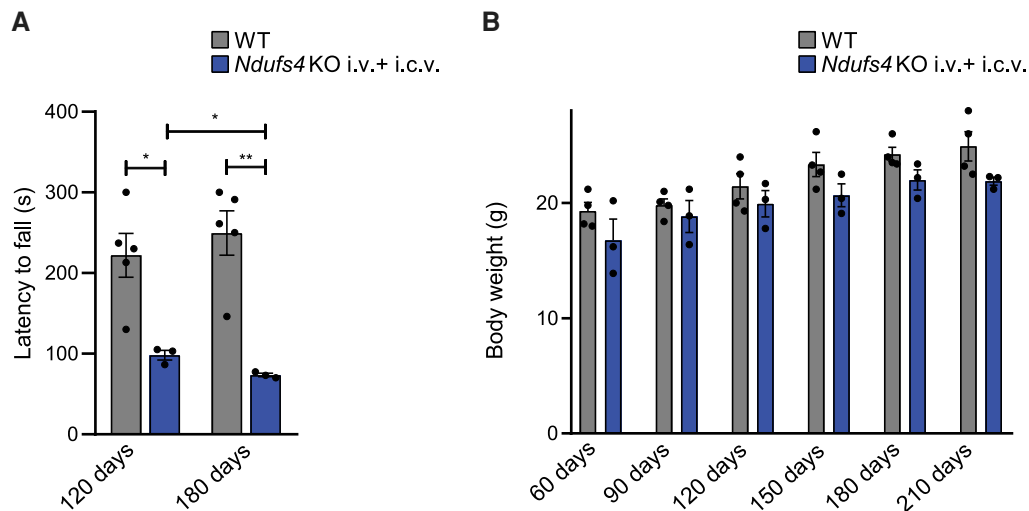 A
WT
Ndufs4 KO i.v.+ i.c.v.
Latency to fall (s)
400
300
200
100
0
*
*
**
120 days
180 days
B
WT
Ndufs4 KO i.v.+ i.c.v.
Body weight (g)
20
10
0
60 days
90 days
120 days
150 days
180 days
210 days